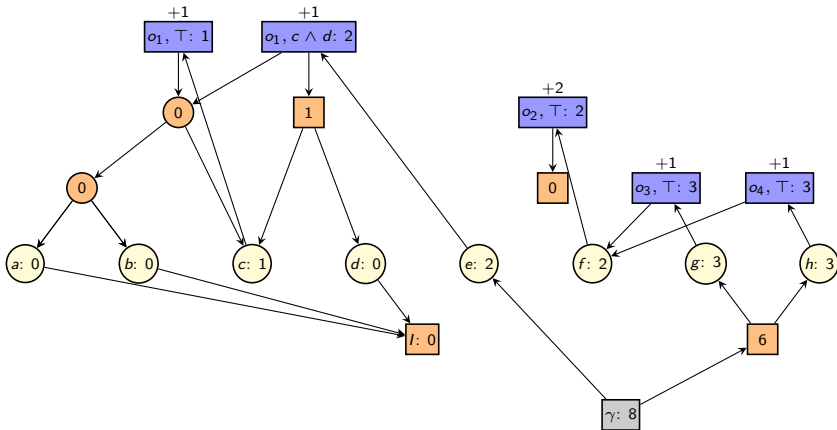 +1 +1
o₁, ⊤: 1 o₁, c ∧ d: 2
+2
0 1 o₂, ⊤: 2
+1 +1
0 0 o₃, ⊤: 3 o₄, ⊤: 3
a: 0 b: 0 c: 1 d: 0 e: 2 f: 2 g: 3 h: 3
I: 0 6
γ: 8